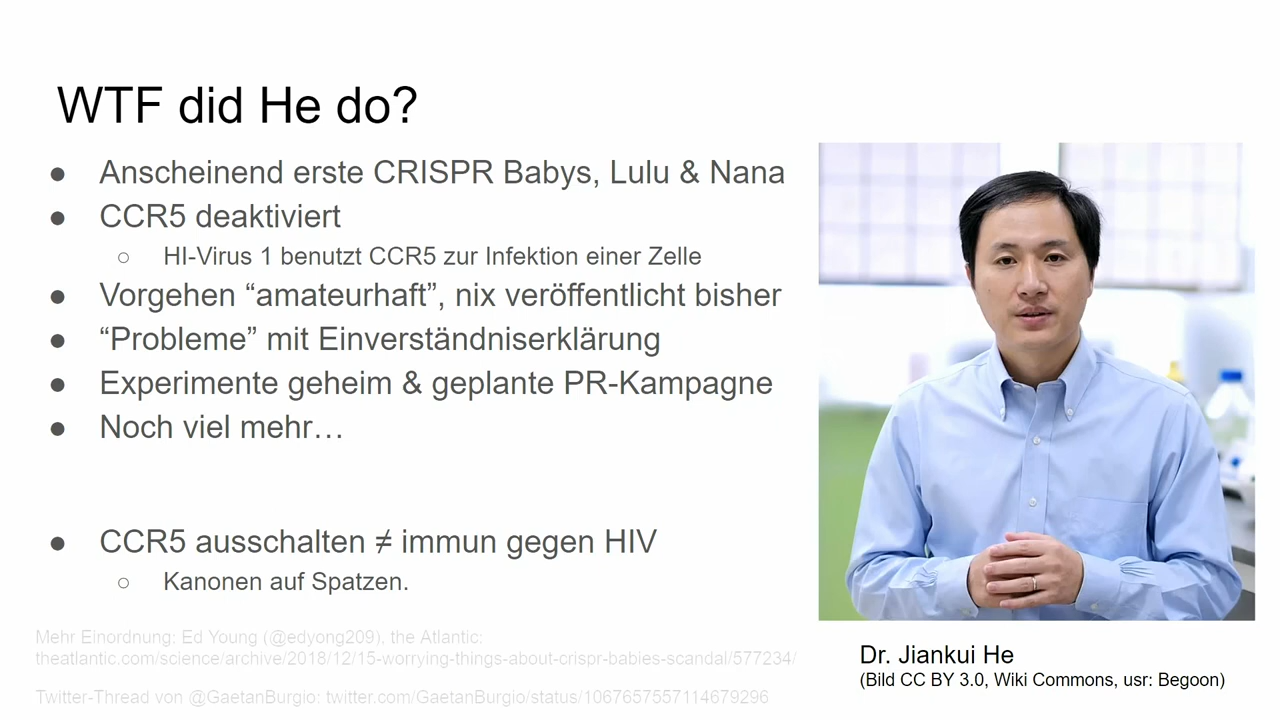 WTF did He do?
● Anscheinend erste CRISPR Babys, Lulu & Nana
● CCR5 deaktiviert
○ HI-Virus 1 benutzt CCR5 zur Infektion einer Zelle
● Vorgehen “amateurhaft”, nix veröffentlicht bisher
● “Probleme” mit Einverständniserklärung
● Experimente geheim & geplante PR-Kampagne
● Noch viel mehr…
● CCR5 ausschalten ≠ immun gegen HIV
○ Kanonen auf Spatzen.
Mehr Einordnung: Ed Young (@edyong209), the Atlantic:
theatlantic.com/science/archive/2018/12/15-worrying-things-about-crispr-babies-scandal/577234/
Twitter-Thread von @GaetanBurgio: twitter.com/GaetanBurgio/status/1067657557114679296
Dr. Jiankui He
(Bild CC BY 3.0, Wiki Commons, usr: Begoon)